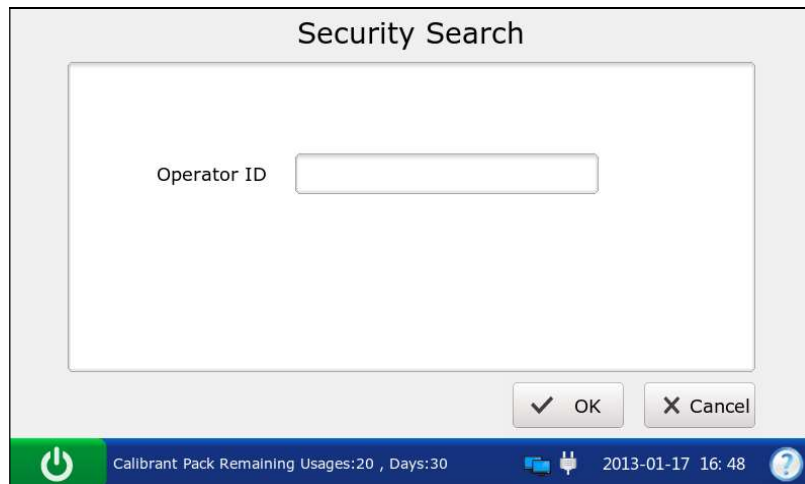 Security Search
Operator ID
OK
Cancel
Calibrant Pack Remaining Usages:20 , Days:30
2013-01-17 16: 48
?